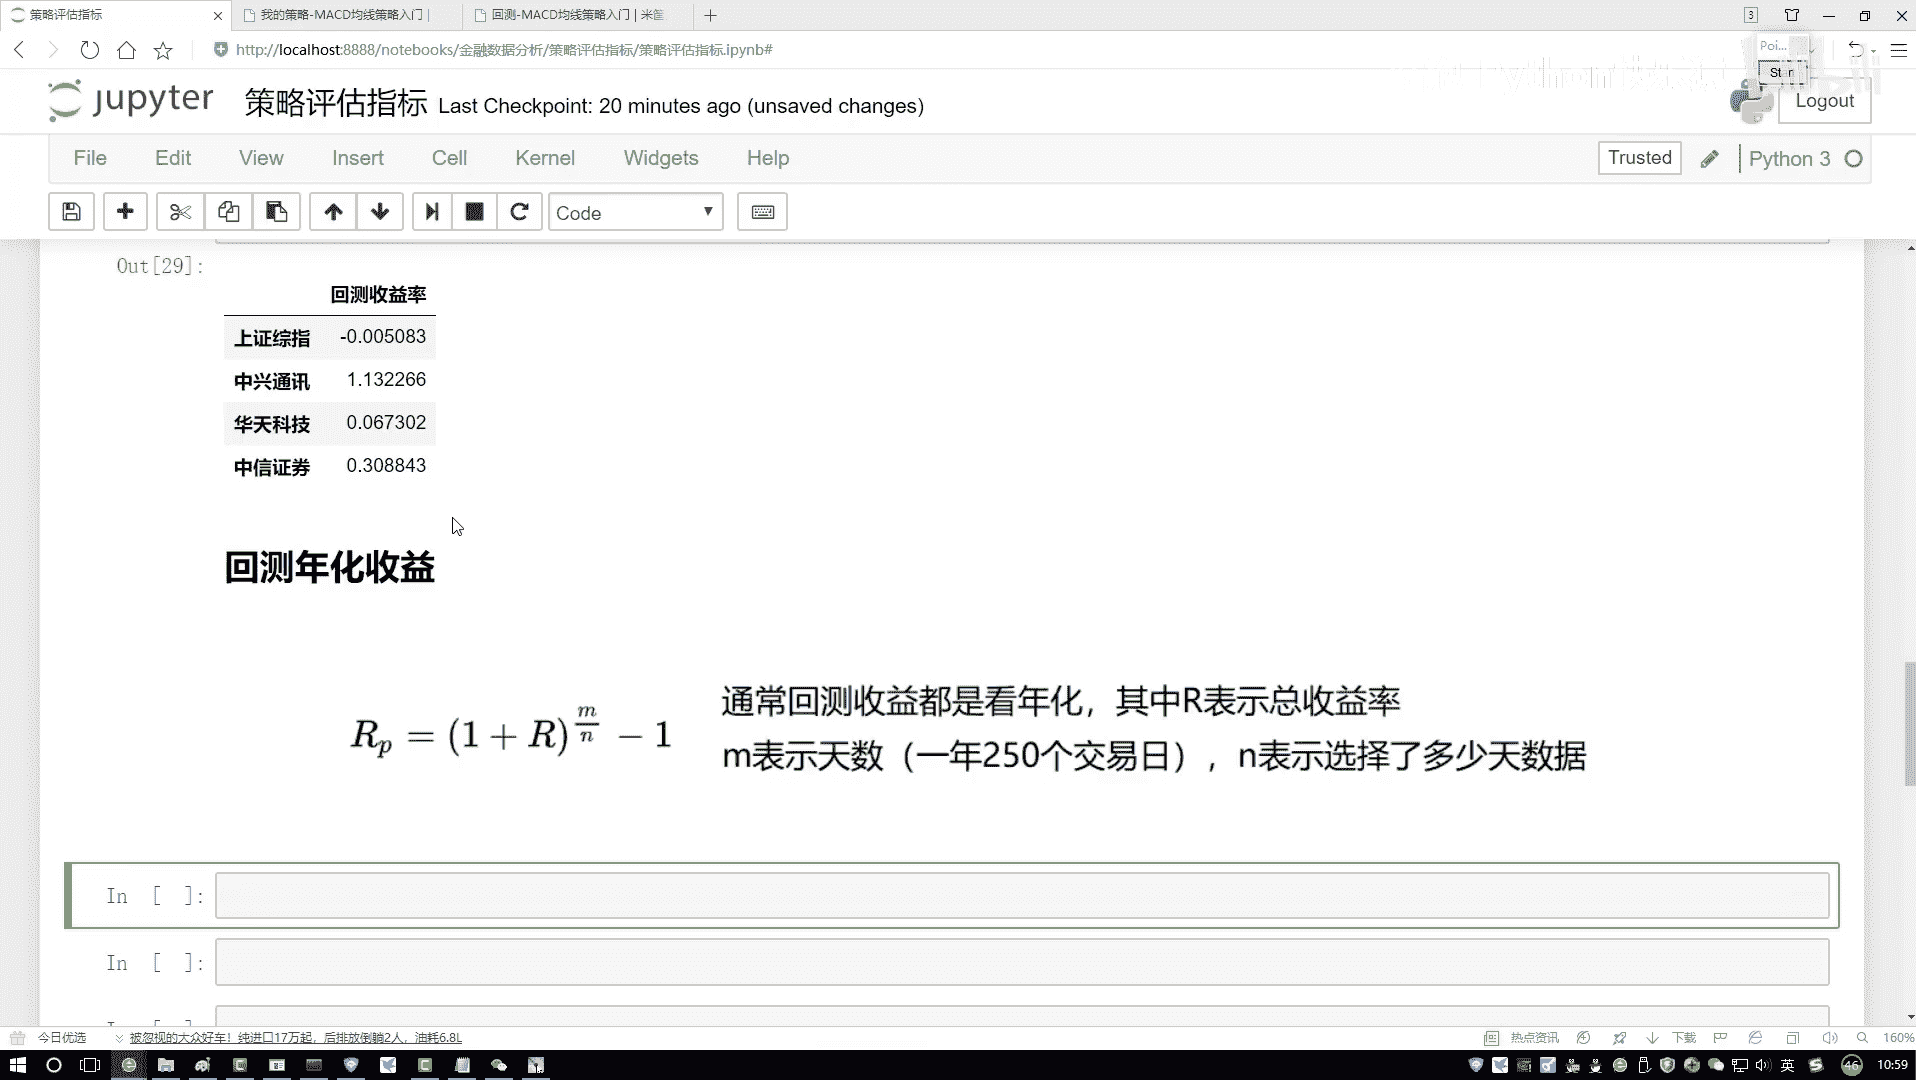 策略评估指标
我的策略-MACD均线策略入门 |
回测-MACD均线策略入门 | 米筐
3
http://localhost:8888/notebooks/金融数据分析/策略评估指标/策略评估指标.ipynb#
Poi...
jupyter 策略评估指标 Last Checkpoint: 20 minutes ago (unsaved changes)
Logout
File Edit View Insert Cell Kernel Widgets Help
Trusted Python 3
Code
Out[29]:
回测收益率
上证综指 -0.005083
中兴通讯 1.132266
华天科技 0.067302
中信证券 0.308843
回测年化收益
R_p = (1 + R)^{\frac{m}{n}} − 1
通常回测收益都是看年化，其中R表示总收益率
m表示天数（一年250个交易日），n表示选择了多少天数据
In [ ]:
In [ ]:
今日优选 被忽视的大众好车！纯进口17万起，后排放倒躺2人，油耗6.8L
热点资讯 下载 160%
英 46 10:59